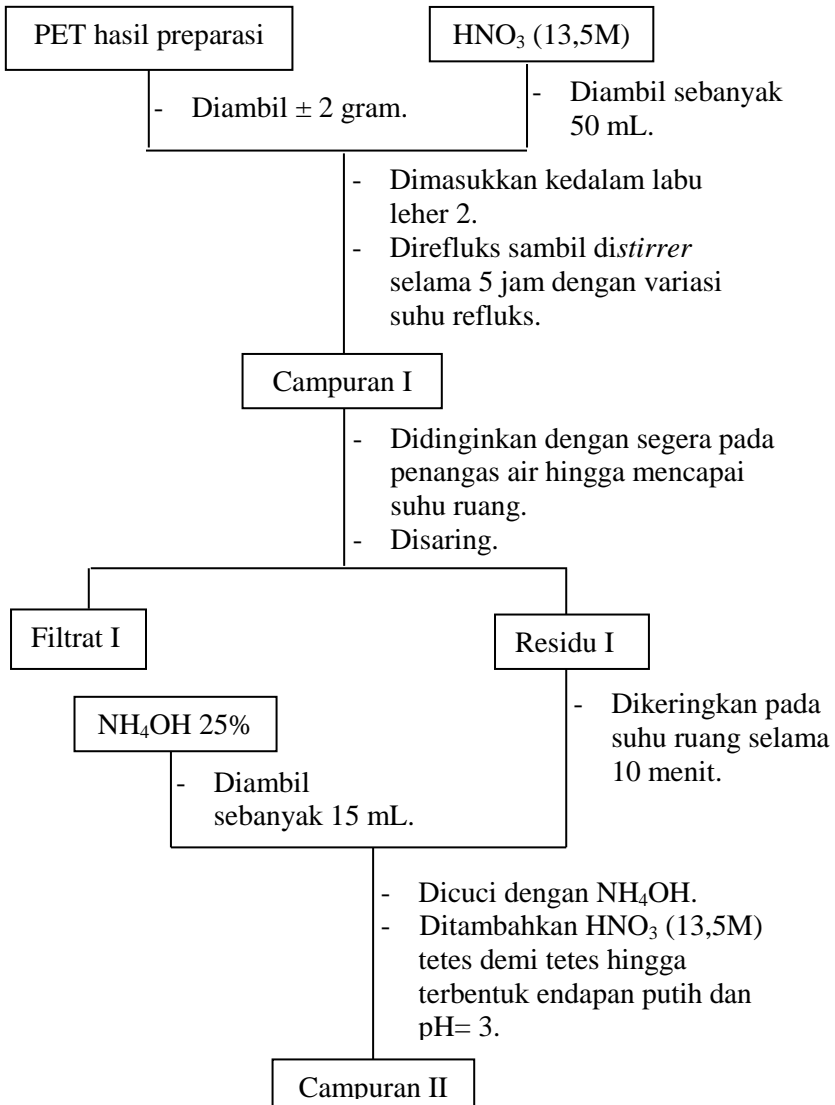 PET hasil preparasi
HNO₃ (13,5M)
- Diambil ± 2 gram.
- Diambil sebanyak
50 mL.
- Dimasukkan kedalam labu
leher 2.
- Direfluks sambil distirrer
selama 5 jam dengan variasi
suhu refluks.
Campuran I
- Didinginkan dengan segera pada
penangas air hingga mencapai
suhu ruang.
- Disaring.
Filtrat I
Residu I
NH₄OH 25%
- Dikeringkan pada
suhu ruang selama
10 menit.
- Diambil
sebanyak 15 mL.
- Dicuci dengan NH₄OH.
- Ditambahkan HNO₃ (13,5M)
tetes demi tetes hingga
terbentuk endapan putih dan
pH= 3.
Campuran II